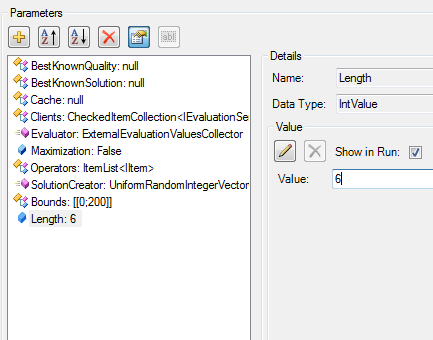 Parameters
Details
BestKnownQuality: null
BestKnownSolution: null
Cache: null
Clients: CheckedItemCollection<IEvaluationSe
Evaluator: ExternalEvaluationValuesCollector
Maximization: False
Operators: ItemList<IItem>
SolutionCreator: UniformRandomIntegerVector
Bounds: [[0;200]]
Length: 6
Name: Length
Data Type: IntValue
Value
Show in Run:
Value: 6